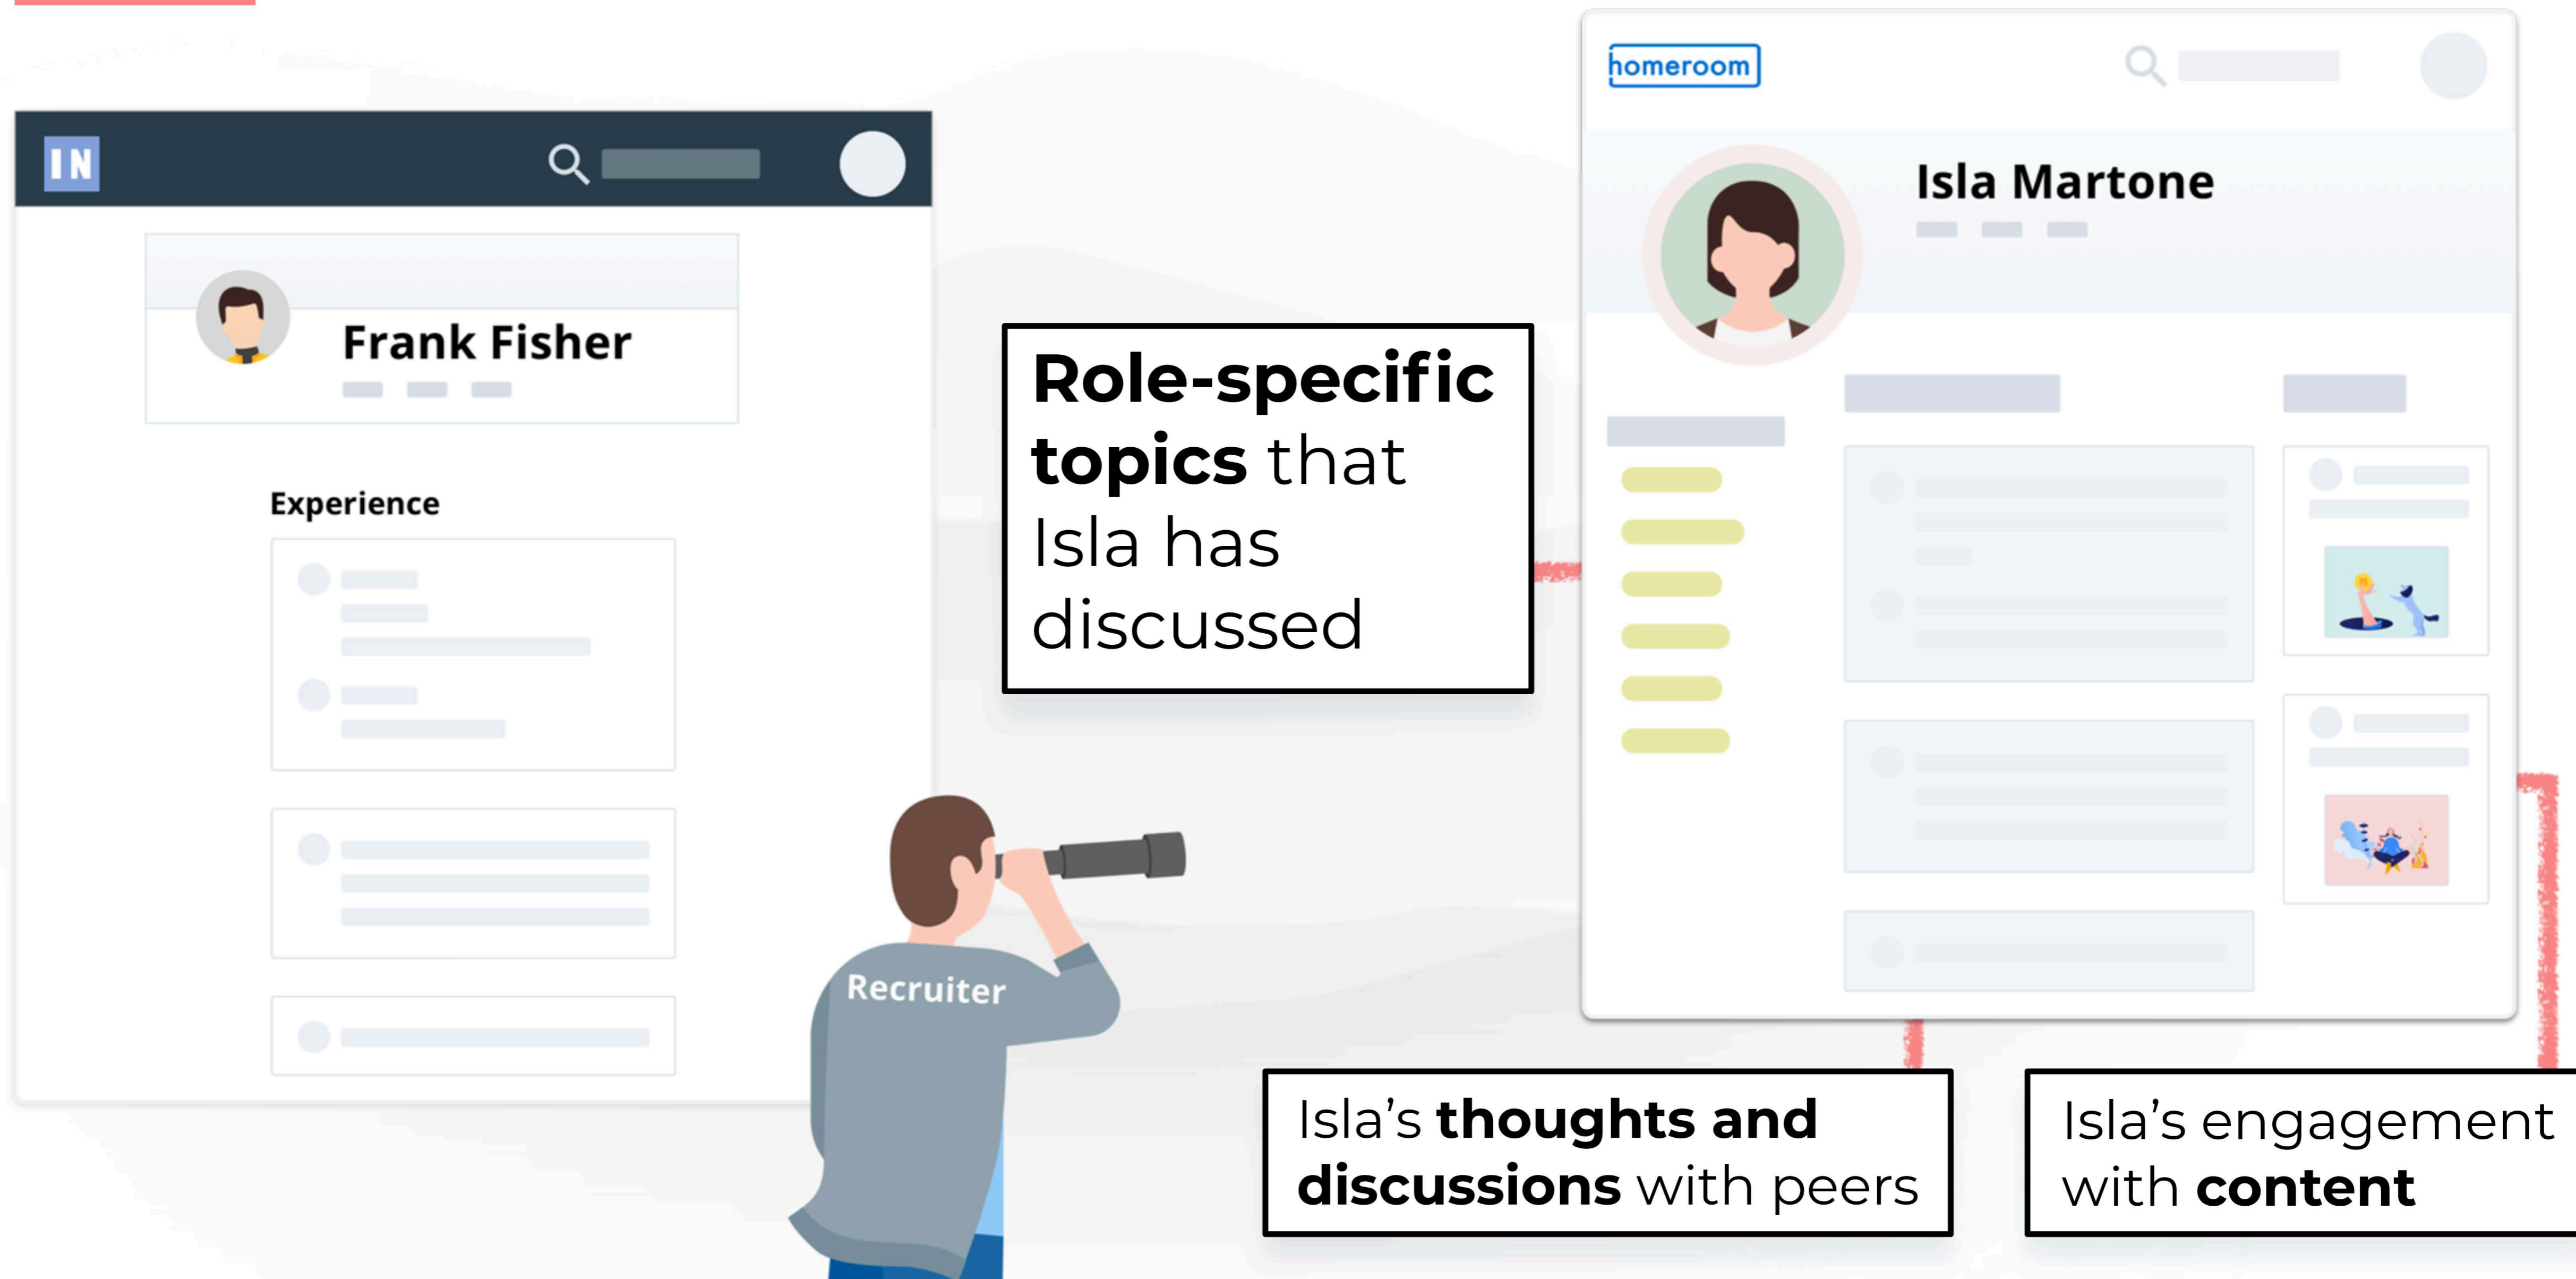 IN
Frank Fisher
Experience
Recruiter
Role-specific
topics that
Isla has
discussed
homeroom
Isla Martone
Isla’s thoughts and
discussions with peers
Isla’s engagement
with content